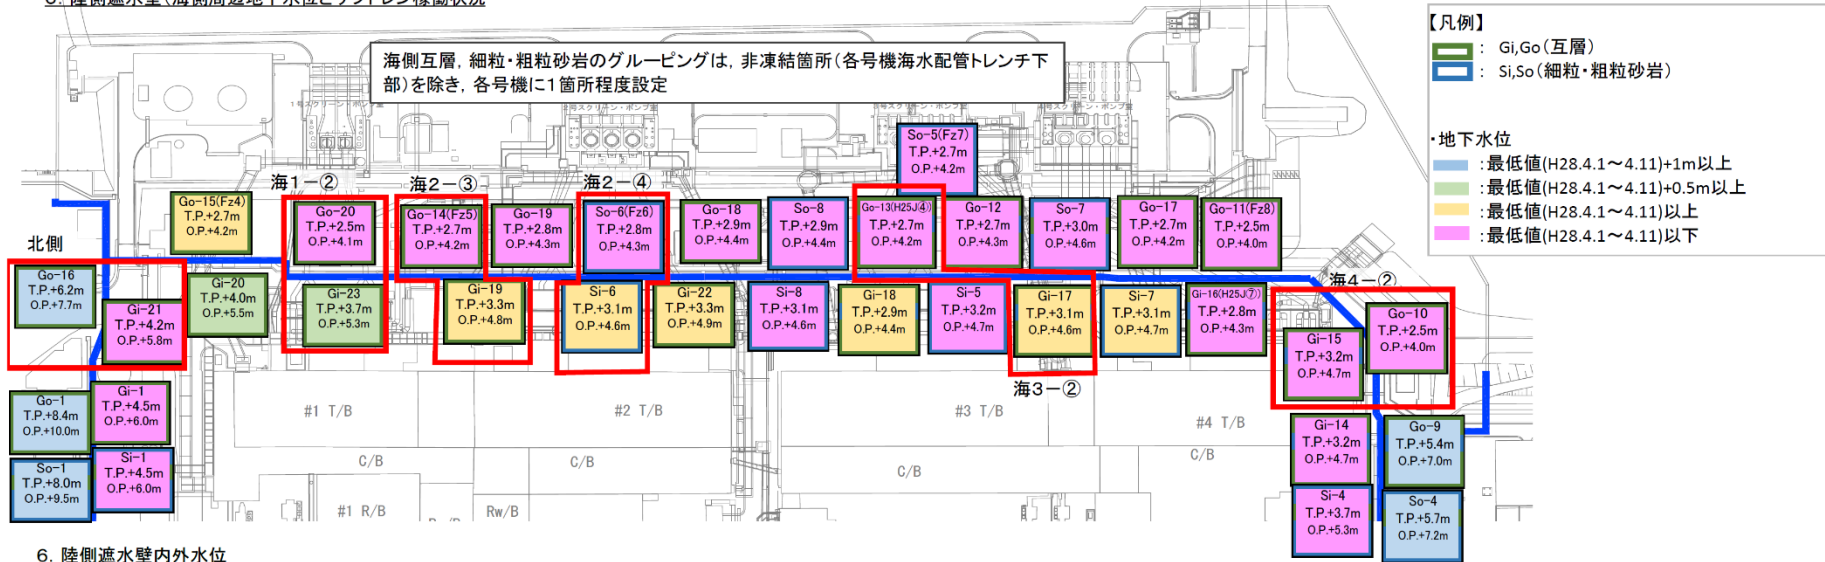 海側互層，細粒・粗粒砂岩のグルーピングは，非凍結箇所（各号機海水配管トレンチ下
部）を除き，各号機に１箇所程度設定
【凡例】
： Gi,Go（互層）
： Si,So（細粒・粗粒砂岩）
・地下水位
：最低値(H28.4.1～4.11)+1m以上
：最低値(H28.4.1～4.11)+0.5m以上
：最低値(H28.4.1～4.11)以上
：最低値(H28.4.1～4.11)以下
So-5(Fz7)
T.P.+2.7m
O.P.+4.2m
海１－②
海２－③
海２－④
Go-15(Fz4)
T.P.+2.7m
O.P.+4.2m
Go-20
T.P.+2.5m
O.P.+4.1m
Go-14(Fz5)
T.P.+2.7m
O.P.+4.2m
Go-19
T.P.+2.8m
O.P.+4.3m
So-6(Fz6)
T.P.+2.8m
O.P.+4.3m
Go-18
T.P.+2.9m
O.P.+4.4m
So-8
T.P.+2.9m
O.P.+4.4m
Go-13(H25J④)
T.P.+2.7m
O.P.+4.2m
Go-12
T.P.+2.7m
O.P.+4.3m
So-7
T.P.+3.0m
O.P.+4.6m
Go-17
T.P.+2.7m
O.P.+4.2m
Go-11(Fz8)
T.P.+2.5m
O.P.+4.0m
北側
Go-16
T.P.+6.2m
O.P.+7.7m
Gi-21
T.P.+4.2m
O.P.+5.8m
Gi-20
T.P.+4.0m
O.P.+5.5m
Gi-23
T.P.+3.7m
O.P.+5.3m
Gi-19
T.P.+3.3m
O.P.+4.8m
Si-6
T.P.+3.1m
O.P.+4.6m
Gi-22
T.P.+3.3m
O.P.+4.9m
Si-8
T.P.+3.1m
O.P.+4.6m
Gi-18
T.P.+2.9m
O.P.+4.4m
Si-5
T.P.+3.2m
O.P.+4.7m
Gi-17
T.P.+3.1m
O.P.+4.6m
Si-7
T.P.+3.1m
O.P.+4.7m
Gi-16(H25J⑦)
T.P.+2.8m
O.P.+4.3m
海４－②
Gi-15
T.P.+3.2m
O.P.+4.7m
Go-10
T.P.+2.5m
O.P.+4.0m
海３－②
Go-1
T.P.+8.4m
O.P.+10.0m
Gi-1
T.P.+4.5m
O.P.+6.0m
So-1
T.P.+8.0m
O.P.+9.5m
Si-1
T.P.+4.5m
O.P.+6.0m
#1 T/B
#2 T/B
#3 T/B
#4 T/B
C/B
C/B
C/B
C/B
#1 R/B
Rw/B
Gi-14
T.P.+3.2m
O.P.+4.7m
Go-9
T.P.+5.4m
O.P.+7.0m
Si-4
T.P.+3.7m
O.P.+5.3m
So-4
T.P.+5.7m
O.P.+7.2m
６．陸側遮水壁内外水位